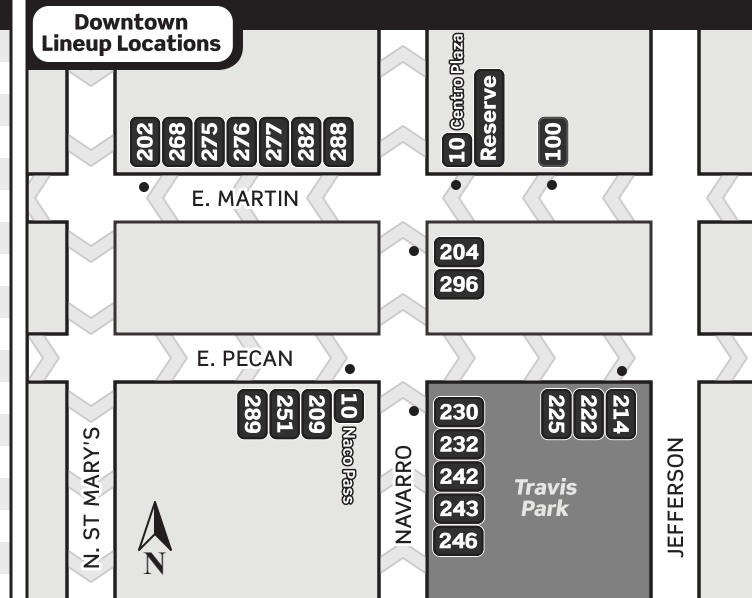 Downtown
Lineup Locations
202
268
275
276
277
282
288
10
Centro Plaza
Reserve
100
E. MARTIN
204
296
E. PECAN
289
251
209
10
Naco Pass
230
232
242
243
246
225
222
214
Travis
Park
N. ST MARY'S
NAVARRO
JEFFERSON
N